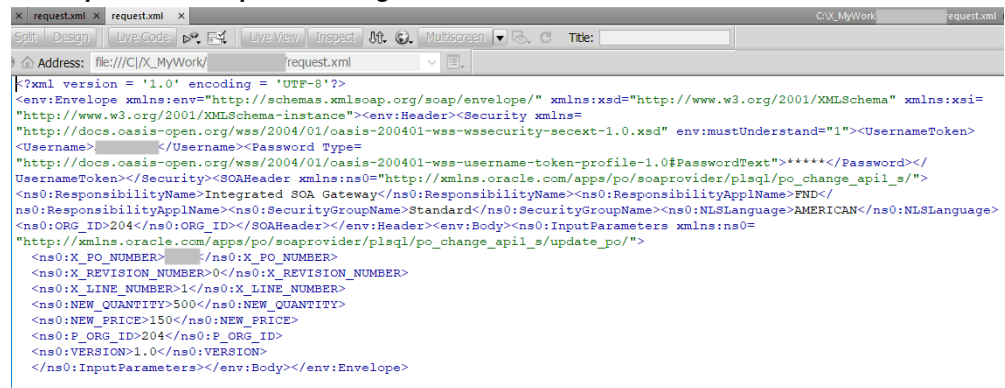 request.xml × request.xml × C:\X_MyWork request.xml
Split Design Live Code Live View Inspect Multiscreen Title:
Address: file:///C|/X_MyWork/ /request.xml
<?xml version = '1.0' encoding = 'UTF-8'?>
<env:Envelope xmlns:env="http://schemas.xmlsoap.org/soap/envelope/" xmlns:xsd="http://www.w3.org/2001/XMLSchema" xmlns:xsi=
"http://www.w3.org/2001/XMLSchema-instance"><env:Header><Security xmlns=
"http://docs.oasis-open.org/wss/2004/01/oasis-200401-wss-wssecurity-secext-1.0.xsd" env:mustUnderstand="1"><UsernameToken>
<Username> </Username><Password Type=
"http://docs.oasis-open.org/wss/2004/01/oasis-200401-wss-username-token-profile-1.0#PasswordText">*****</Password></
UsernameToken></Security><SOAHeader xmlns:ns0="http://xmlns.oracle.com/apps/po/soaprovider/plsql/po_change_api1_s/">
<ns0:ResponsibilityName>Integrated SOA Gateway</ns0:ResponsibilityName><ns0:ResponsibilityApplName>FND</
ns0:ResponsibilityApplName><ns0:SecurityGroupName>Standard</ns0:SecurityGroupName><ns0:NLSLanguage>AMERICAN</ns0:NLSLanguage>
<ns0:ORG_ID>204</ns0:ORG_ID></SOAHeader></env:Header><env:Body><ns0:InputParameters xmlns:ns0=
"http://xmlns.oracle.com/apps/po/soaprovider/plsql/po_change_api1_s/update_po/">
<ns0:X_PO_NUMBER> </ns0:X_PO_NUMBER>
<ns0:X_REVISION_NUMBER>0</ns0:X_REVISION_NUMBER>
<ns0:X_LINE_NUMBER>1</ns0:X_LINE_NUMBER>
<ns0:NEW_QUANTITY>500</ns0:NEW_QUANTITY>
<ns0:NEW_PRICE>150</ns0:NEW_PRICE>
<ns0:P_ORG_ID>204</ns0:P_ORG_ID>
<ns0:VERSION>1.0</ns0:VERSION>
</ns0:InputParameters></env:Body></env:Envelope>